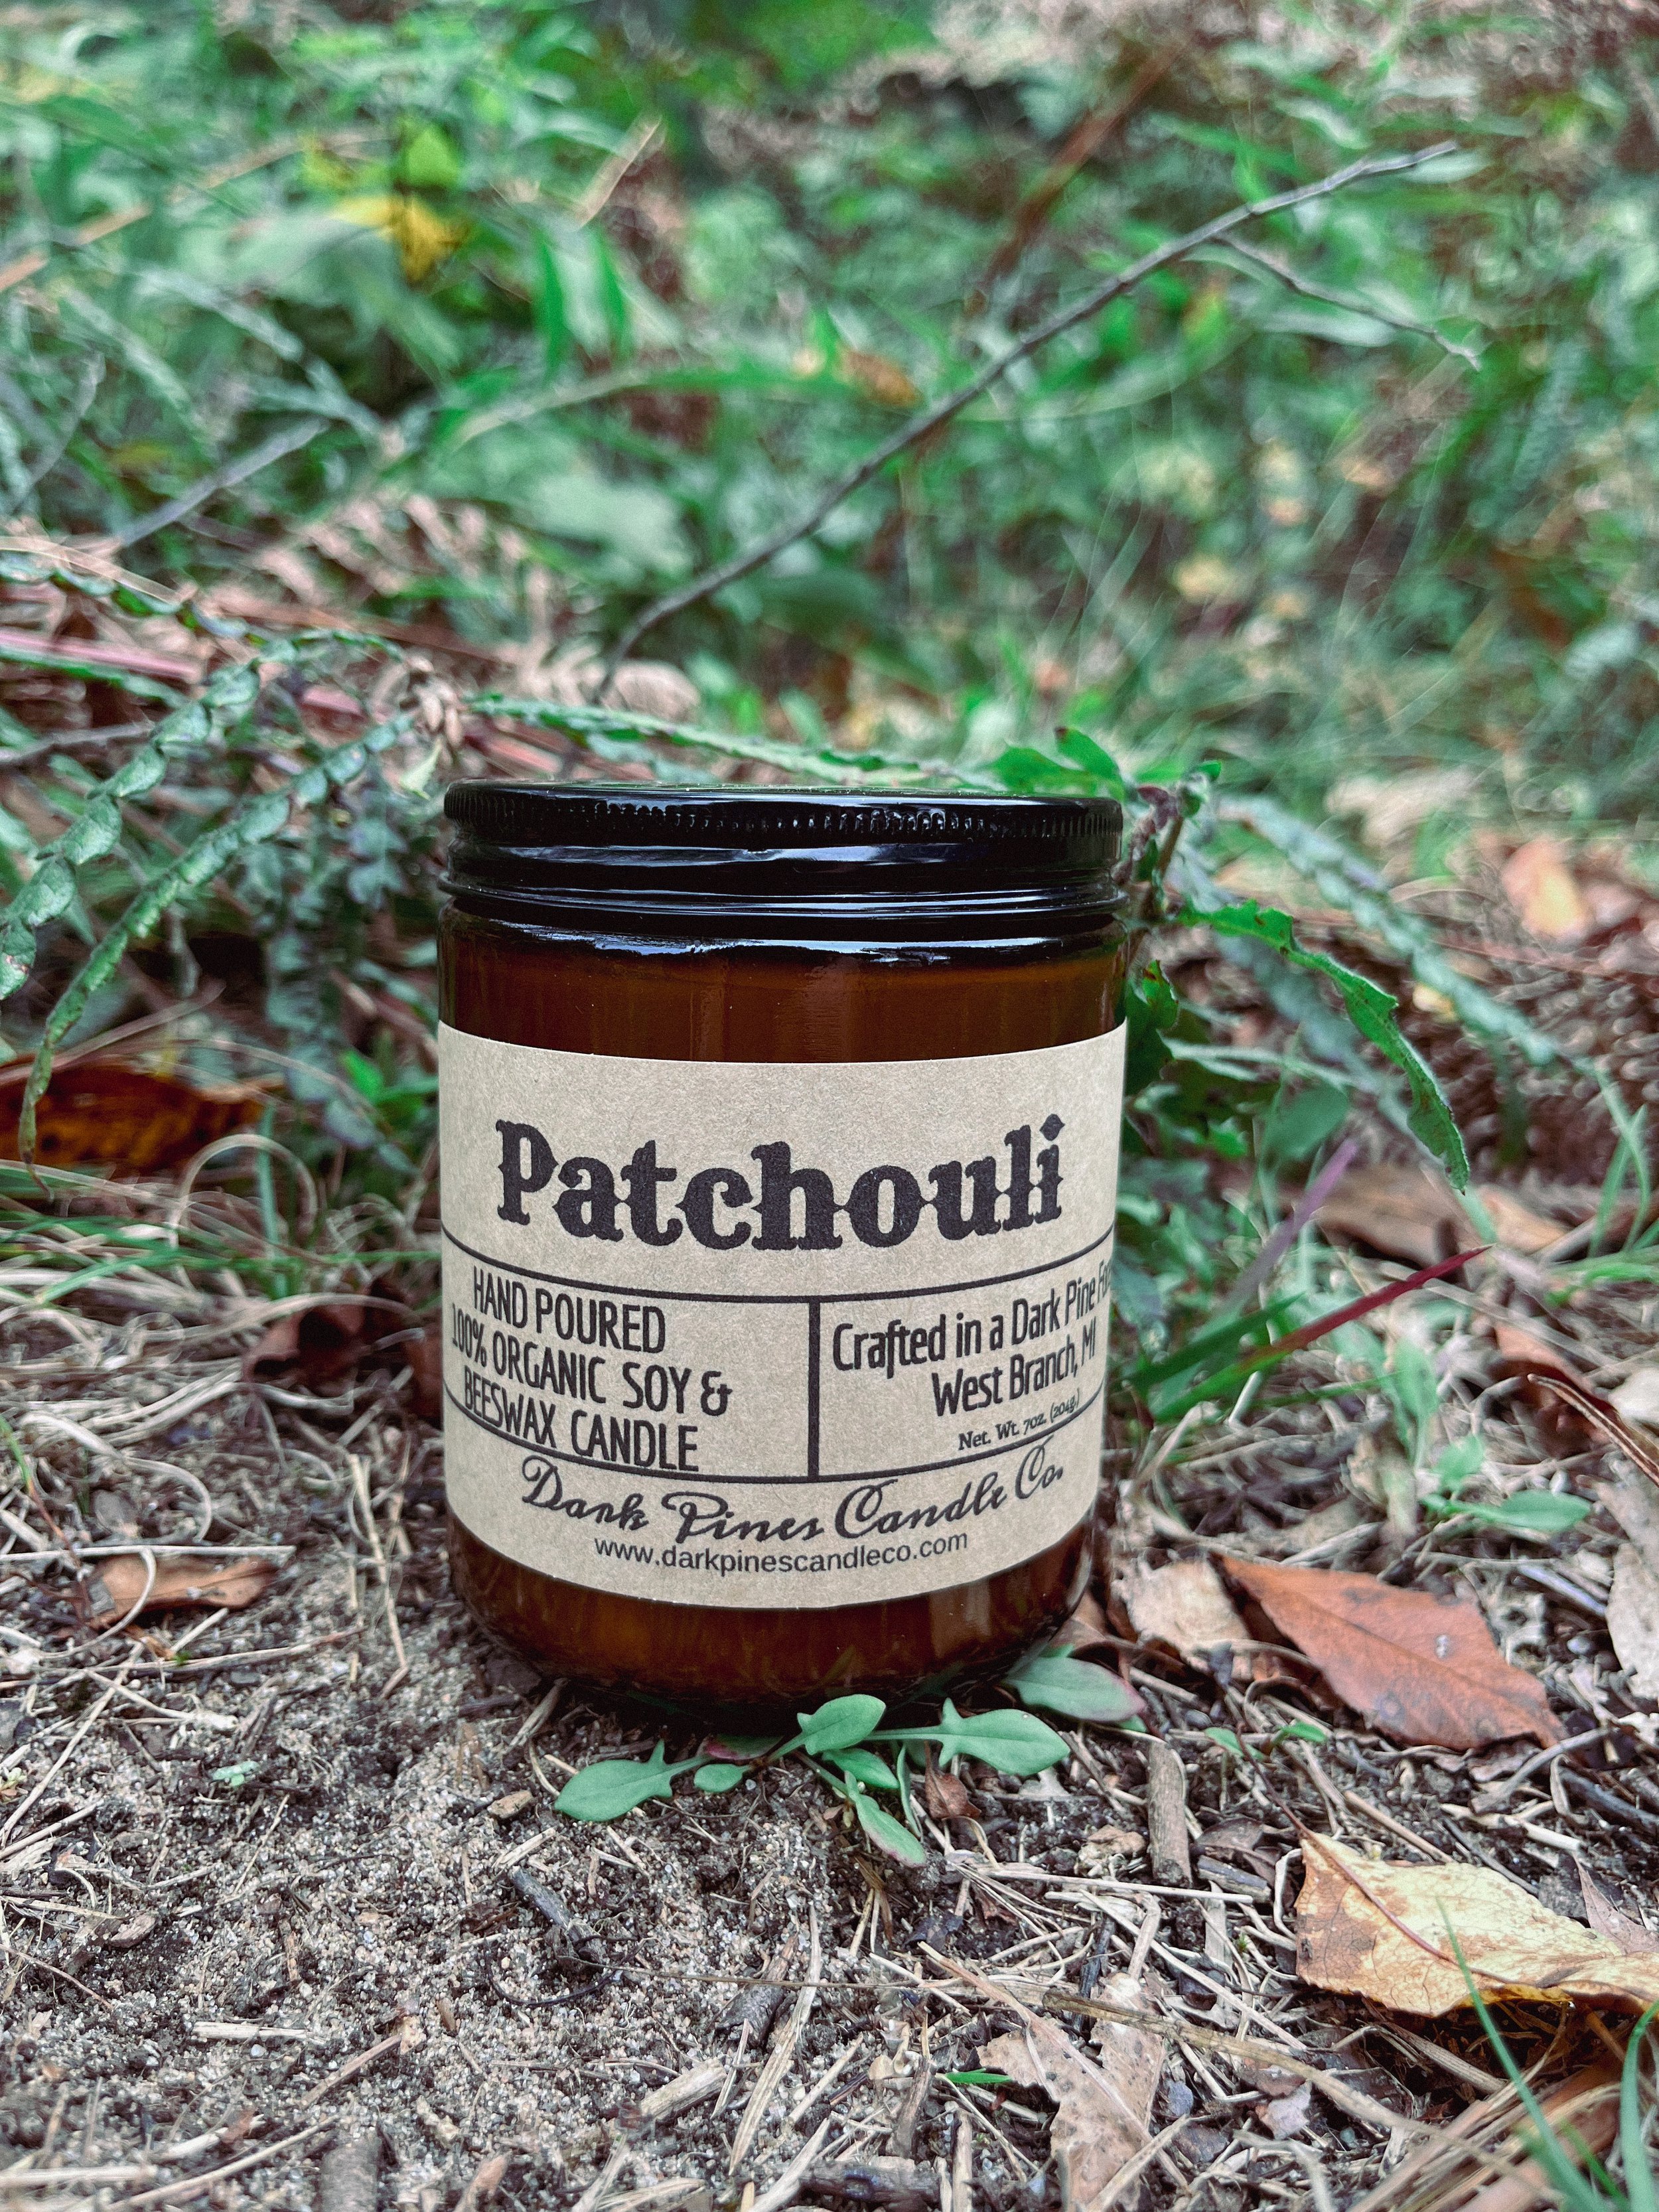 Patchouli
HAND POURED
100% ORGANIC SOY &
BEESWAX CANDLE
Crafted in a Dark Pine
West Branch, MI
Net. Wt. 7oz. (204g.)
Dark Pines Candle Co.
www.darkpinescandleco.com